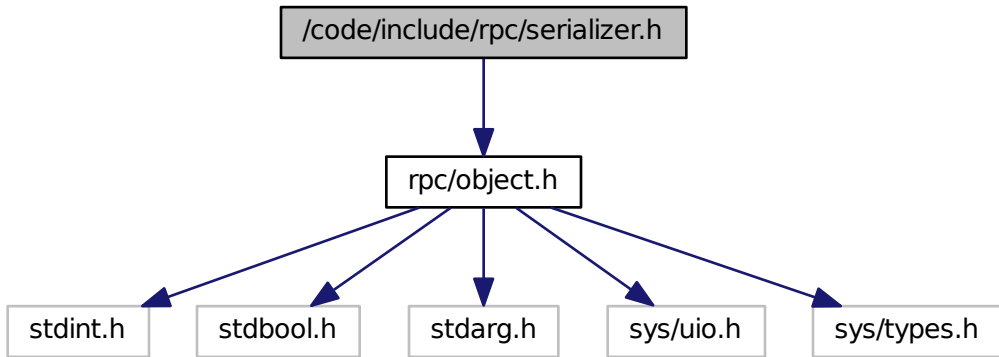 /code/include/rpc/serializer.h
rpc/object.h
stdint.h
stdbool.h
stdarg.h
sys/uio.h
sys/types.h